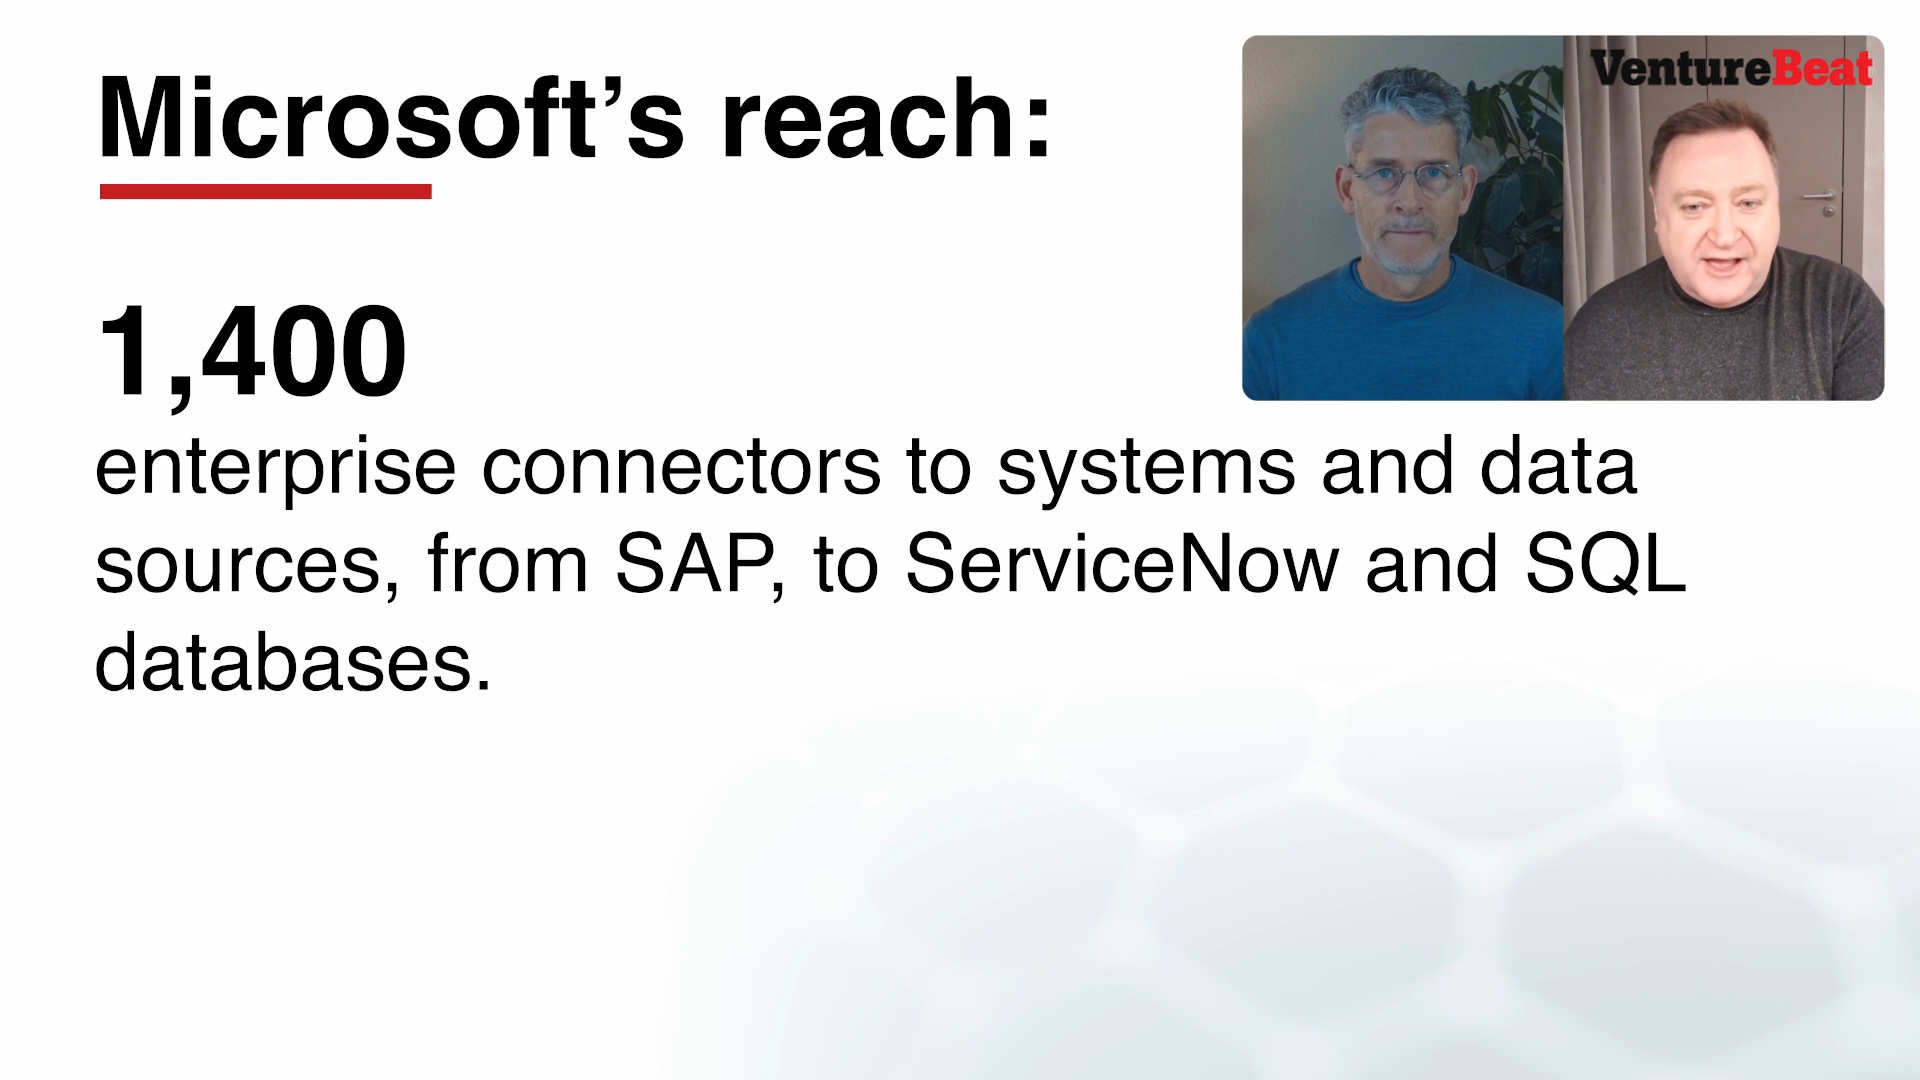 Microsoft’s reach:
VentureBeat
1,400
enterprise connectors to systems and data
sources, from SAP, to ServiceNow and SQL
databases.